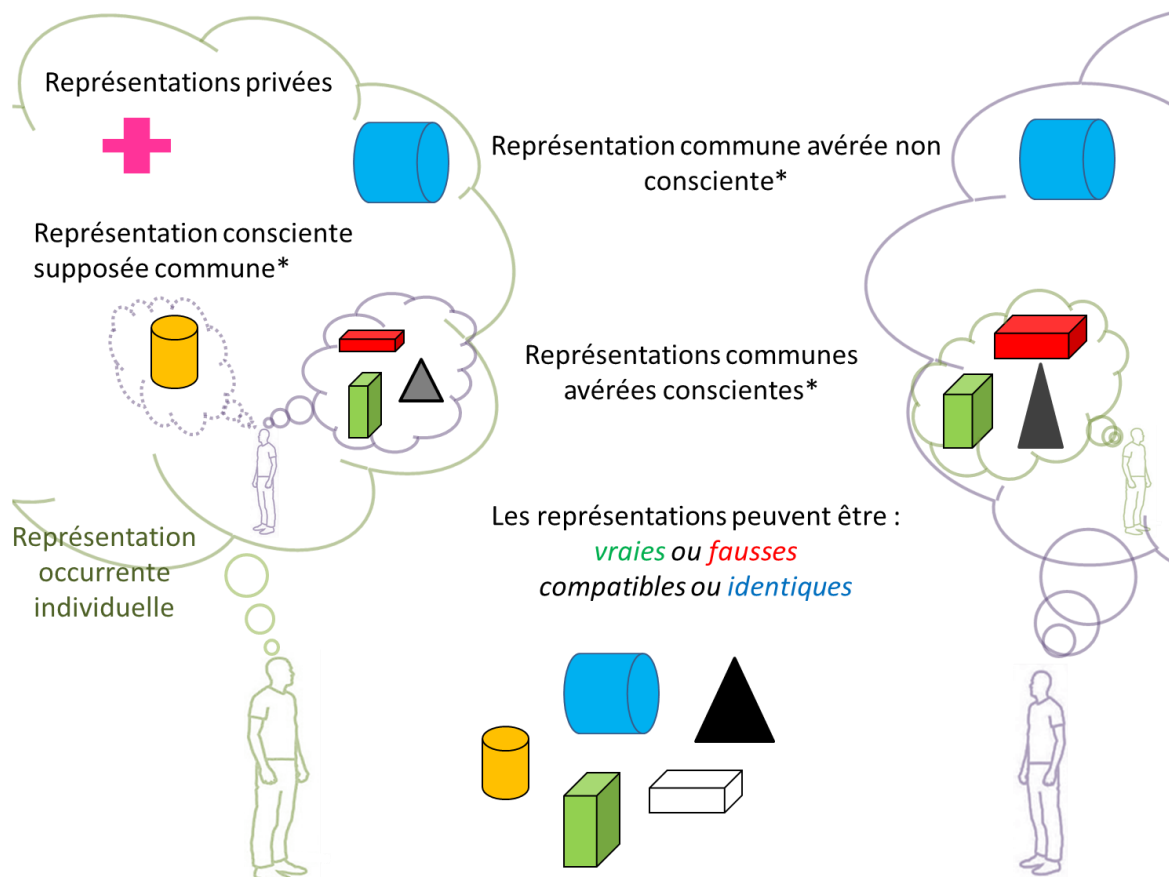 Représentations privées
Représentation commune avérée non
consciente*
Représentation consciente
supposée commune*
Représentations communes
avérées conscientes*
Les représentations peuvent être :
vraies ou fausses
compatibles ou identiques
Représentation
occurrente
individuelle